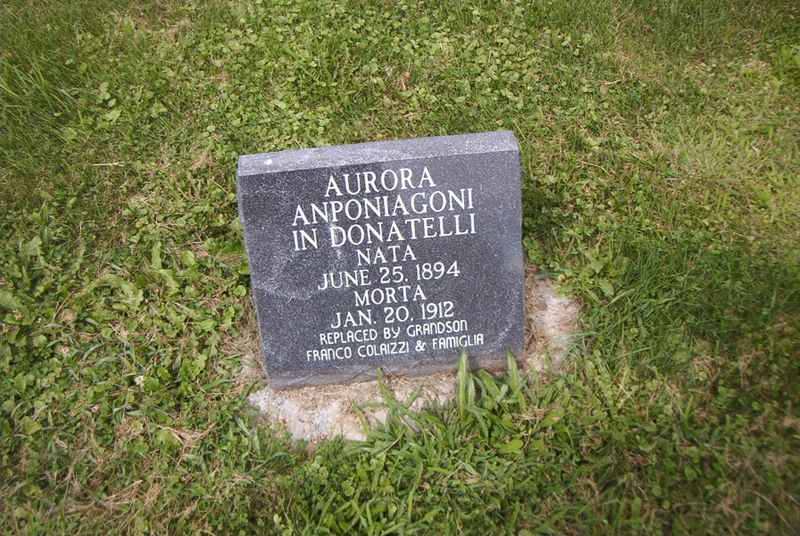 AURORA
ANPONIAGONI
IN DONATELLI
NATA
JUNE 25, 1894
MORTA
JAN. 20, 1912
REPLACED BY GRANDSON
FRANCO COLAIZZI & FAMIGLIA